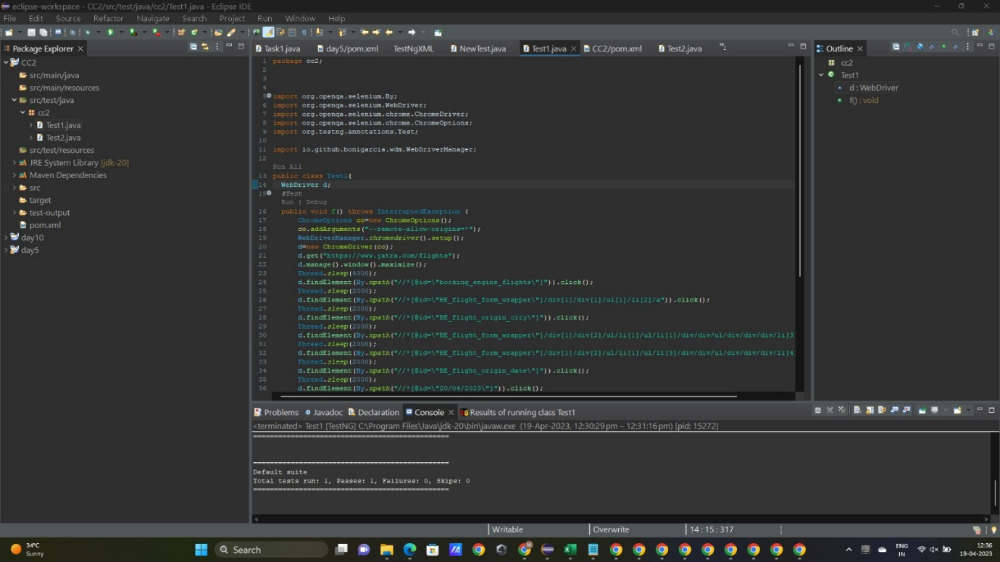 eclipse-workspace - CC2/src/test/java/cc2/Test1.java - Eclipse IDE
File Edit Source Refactor Navigate Search Project Run Window Help
Package Explorer
CC2
src/main/java
src/main/resources
src/test/java
cc2
Test1.java
Test2.java
src/test/resources
JRE System Library [jdk-20]
Maven Dependencies
src
target
test-output
pom.xml
day10
day5
Task1.java day5/pom.xml TestNgXML NewTest.java Test1.java CC2/pom.xml Test2.java
1 package cc2;
2
3
4
5 import org.openqa.selenium.By;
6 import org.openqa.selenium.WebDriver;
7 import org.openqa.selenium.chrome.ChromeDriver;
8 import org.openqa.selenium.chrome.ChromeOptions;
9 import org.testng.annotations.Test;
10
11 import io.github.bonigarcia.wdm.WebDriverManager;
12
Run All
13 public class Test1{
14 WebDriver d;
15 @Test
Run | Debug
16 public void f() throws InterruptedException {
17 ChromeOptions co=new ChromeOptions();
18 co.addArguments("--remote-allow-origins=*");
19 WebDriverManager.chromedriver().setup();
20 d=new ChromeDriver(co);
21 d.get("https://www.yatra.com/flights");
22 d.manage().window().maximize();
23 Thread.sleep(4000);
24 d.findElement(By.xpath("//*[@id=\"booking_engine_flights\"]")).click();
25 Thread.sleep(2000);
26 d.findElement(By.xpath("//*[@id=\"BE_flight_form_wrapper\"]/div[1]/div[1]/ul[1]/li[2]/a")).click();
27 Thread.sleep(2000);
28 d.findElement(By.xpath("//*[@id=\"BE_flight_origin_city\"]")).click();
29 Thread.sleep(2000);
30 d.findElement(By.xpath("//*[@id=\"BE_flight_form_wrapper\"]/div[1]/div[2]/ul/li[1]/ul/li[1]/div/div/ul/div/div/div/li[3]
31 Thread.sleep(2000);
32 d.findElement(By.xpath("//*[@id=\"BE_flight_form_wrapper\"]/div[1]/div[2]/ul/li[1]/ul/li[3]/div/div/ul/div/div/div/li[4]
33 Thread.sleep(2000);
34 d.findElement(By.xpath("//*[@id=\"BE_flight_origin_date\"]")).click();
35 Thread.sleep(2000);
36 d.findElement(By.xpath("//*[@id=\"20/04/2023\"]")).click();
Outline
cc2
Test1
d : WebDriver
f() : void
Problems Javadoc Declaration Console Results of running class Test1
<terminated> Test1 [TestNG] C:\Program Files\Java\jdk-20\bin\javaw.exe (19-Apr-2023, 12:30:29 pm – 12:31:16 pm) [pid: 15272]
===============================================
===============================================
Default suite
Total tests run: 1, Passes: 1, Failures: 0, Skips: 0
===============================================
Writable Overwrite 14 : 15 : 317
34°C
Sunny
Search
ENG
IN
12:36
19-04-2023